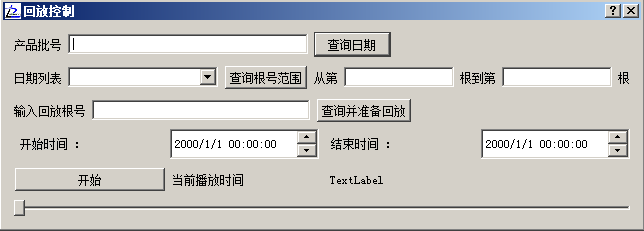 回放控制
产品批号 查询日期
日期列表 查询根号范围 从第 根到第 根
输入回放根号 查询并准备回放
开始时间： 2000/1/1 00:00:00 结束时间： 2000/1/1 00:00:00
开始 当前播放时间 TextLabel